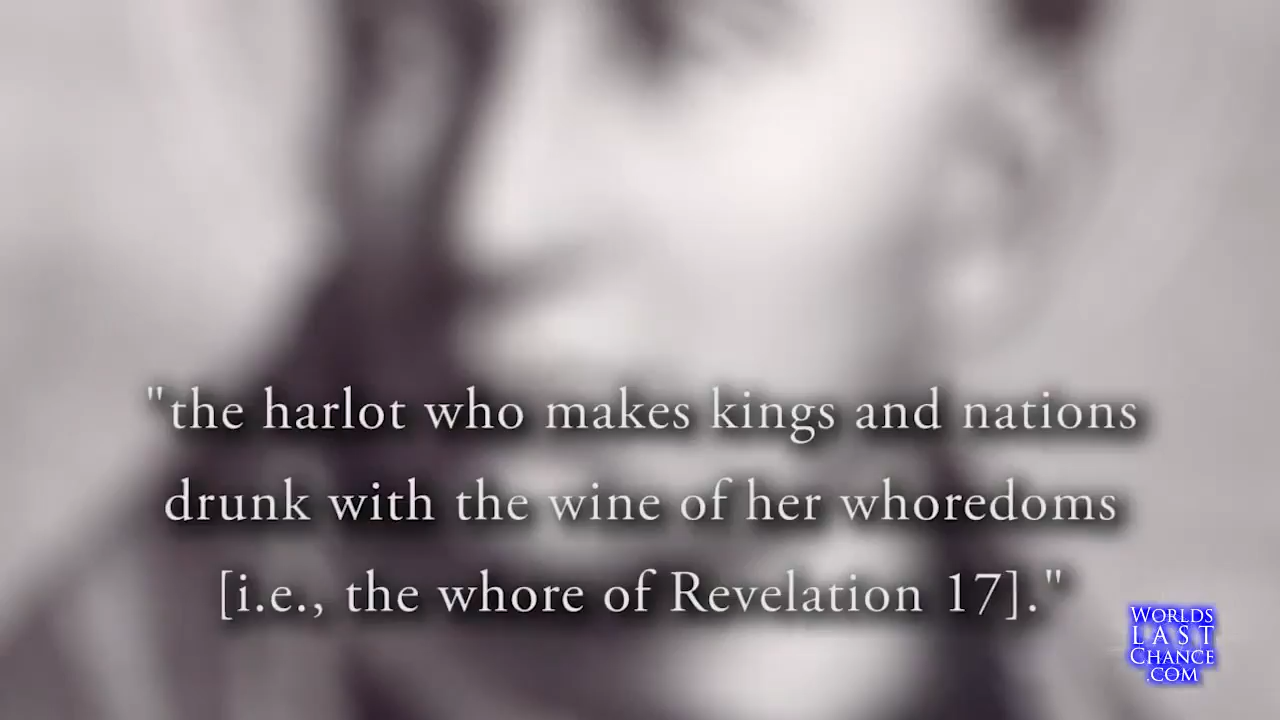 "the harlot who makes kings and nations
drunk with the wine of her whoredoms
[i.e., the whore of Revelation 17]."
WORLDS
LAST
CHANCE
.COM